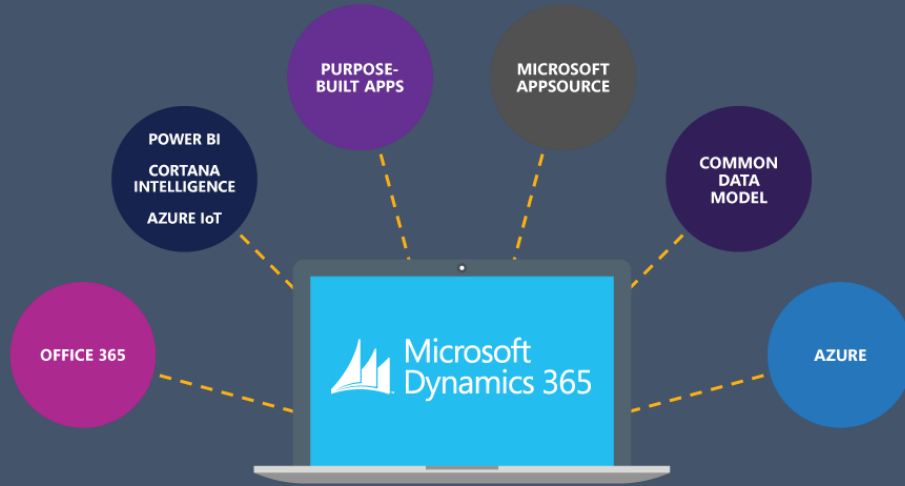 PURPOSE-
BUILT APPS
MICROSOFT
APPSOURCE
POWER BI
CORTANA
INTELLIGENCE
AZURE IoT
COMMON
DATA
MODEL
OFFICE 365
Microsoft
Dynamics 365
AZURE